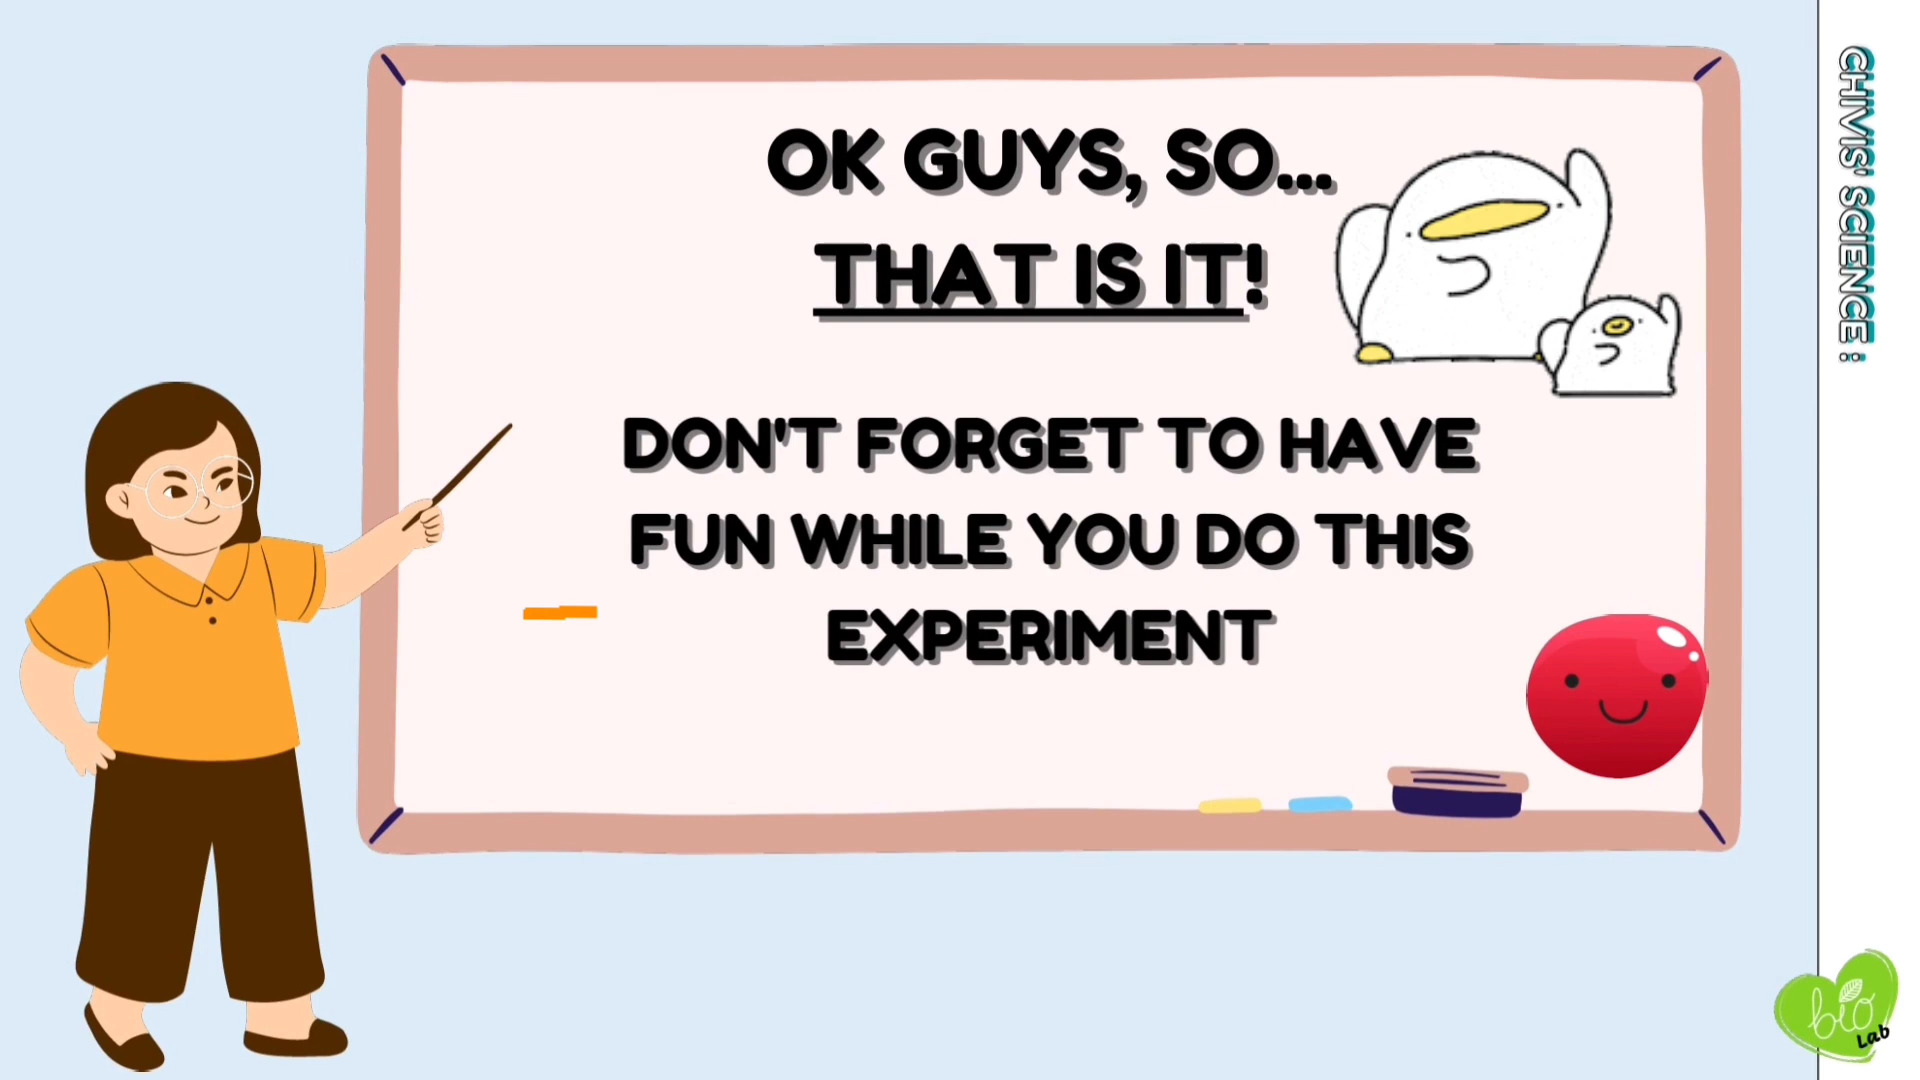 OK GUYS, SO...
THAT IS IT!
DON'T FORGET TO HAVE
FUN WHILE YOU DO THIS
EXPERIMENT
CHIVIS' SCIENCE :
bio
Lab